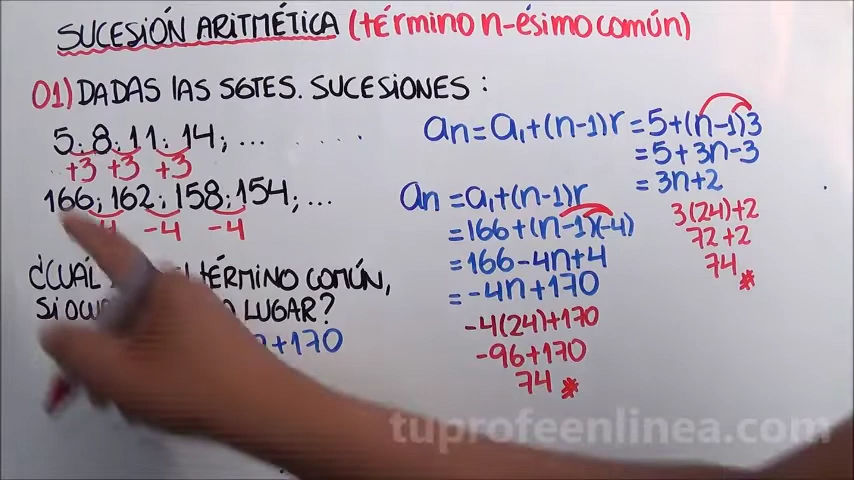 SUCESIÓN ARITMÉTICA (término n-ésimo común)
01) DADAS LAS SGTES. SUCESIONES :
5; 8; 11; 14; ... ....
+3 +3 +3
166; 162; 158; 154; ...
4 -4 -4
¿CUÁL TÉRMINO COMÚN,
SI LUGAR?
+170
an = a1 + (n-1) r = 5 + (n-1)3
= 5 + 3n - 3
= 3n + 2
3(24)+2
72+2
74 *
an = a1 + (n-1) r
= 166 + (n-1)(-4)
= 166 - 4n + 4
= -4n + 170
-4(24)+170
-96+170
74 *
tuprofeenlinea.com